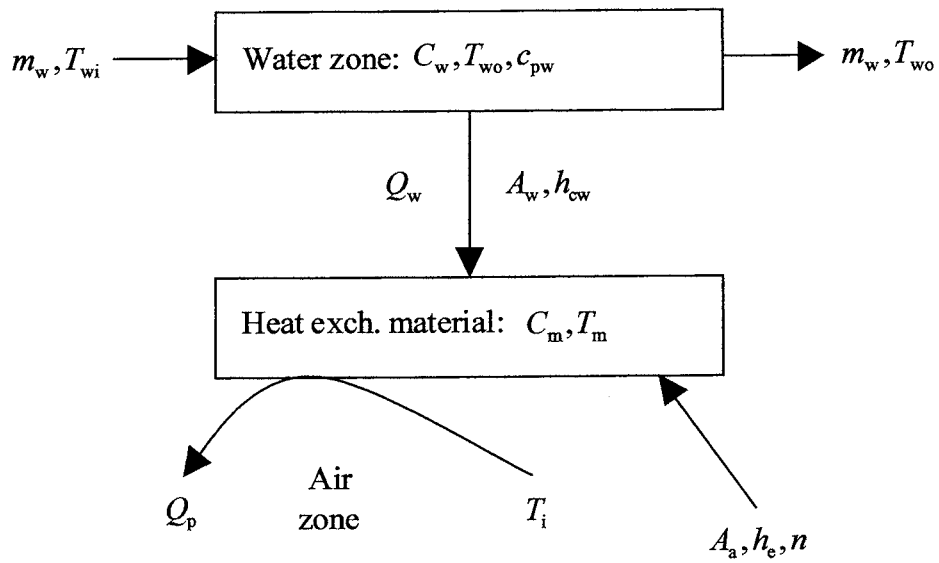 m_w, T_wi
Water zone: C_w, T_wo, c_pw
m_w, T_wo
Q_w
A_w, h_cw
Heat exch. material: C_m, T_m
Q_p
Air
zone
T_i
A_a, h_e, n